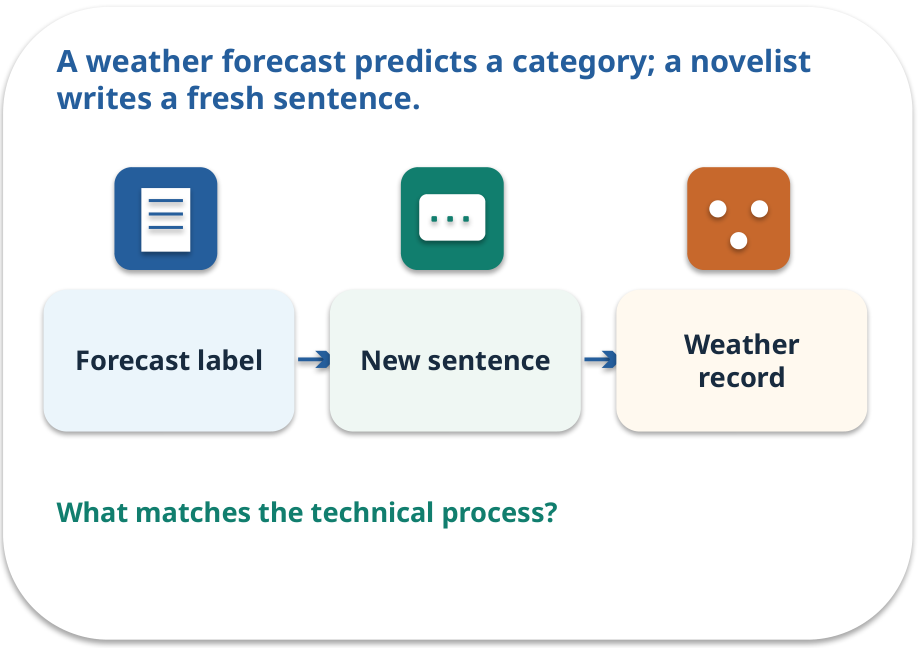 A weather forecast predicts a category; a novelist
writes a fresh sentence.
Forecast label
New sentence
Weather
record
What matches the technical process?